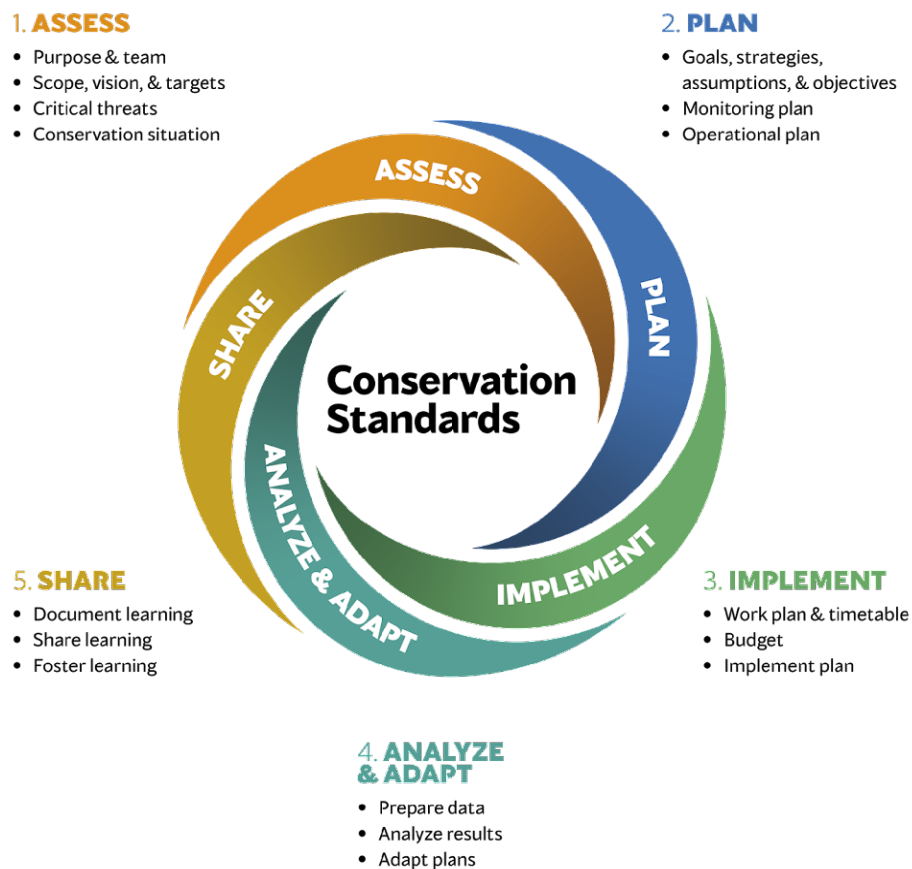 1. ASSESS
• Purpose & team
• Scope, vision, & targets
• Critical threats
• Conservation situation
2. PLAN
• Goals, strategies,
assumptions, & objectives
• Monitoring plan
• Operational plan
ASSESS
PLAN
SHARE
Conservation
Standards
ANALYZE & ADAPT
IMPLEMENT
5. SHARE
• Document learning
• Share learning
• Foster learning
3. IMPLEMENT
• Work plan & timetable
• Budget
• Implement plan
4. ANALYZE
& ADAPT
• Prepare data
• Analyze results
• Adapt plans